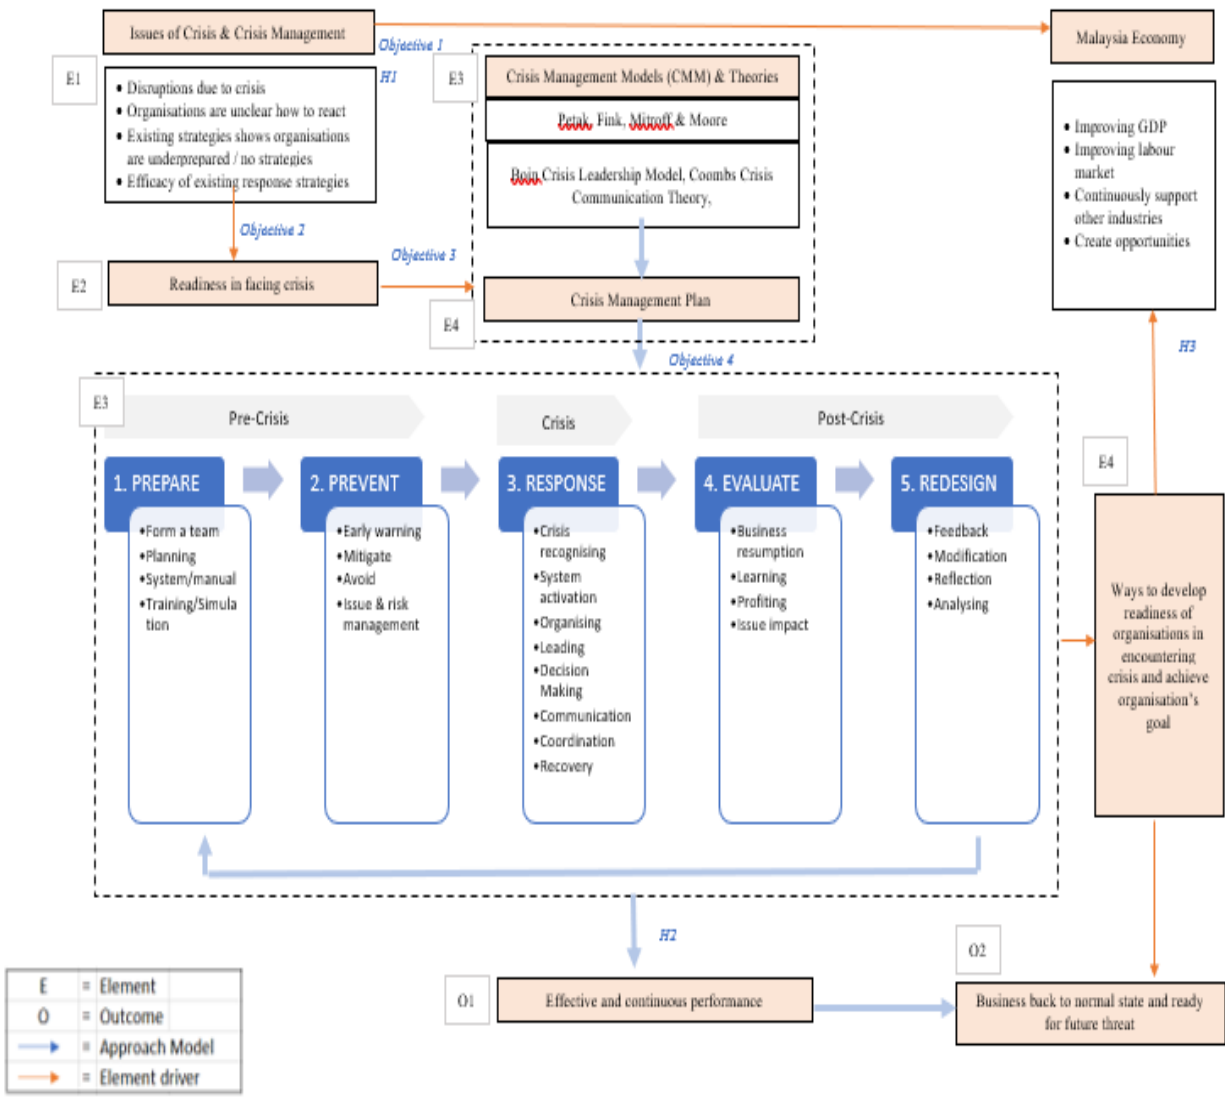 Issues of Crisis & Crisis Management
Objective 1
Malaysia Economy
E1
H1
• Disruptions due to crisis
• Organisations are unclear how to react
• Existing strategies shows organisations
are underprepared / no strategies
• Efficacy of existing response strategies
E3
Crisis Management Models (CMM) & Theories
Petak, Fink, Mitroff & Moore
Boin Crisis Leadership Model, Coombs Crisis
Communication Theory,
• Improving GDP
• Improving labour
market
• Continuously support
other industries
• Create opportunities
Objective 2
Objective 3
E2
Readiness in facing crisis
E4
Crisis Management Plan
Objective 4
H3
E3
Pre-Crisis
Crisis
Post-Crisis
E4
1. PREPARE
•Form a team
•Planning
•System/manual
•Training/Simula
tion
2. PREVENT
•Early warning
•Mitigate
•Avoid
•Issue & risk
management
3. RESPONSE
•Crisis
recognising
•System
activation
•Organising
•Leading
•Decision
Making
•Communication
•Coordination
•Recovery
4. EVALUATE
•Business
resumption
•Learning
•Profiting
•Issue impact
5. REDESIGN
•Feedback
•Modification
•Reflection
•Analysing
Ways to develop
readiness of
organisations in
encountering
crisis and achieve
organisation's
goal
H2
O1
Effective and continuous performance
O2
Business back to normal state and ready
for future threat
E = Element
O = Outcome
= Approach Model
= Element driver